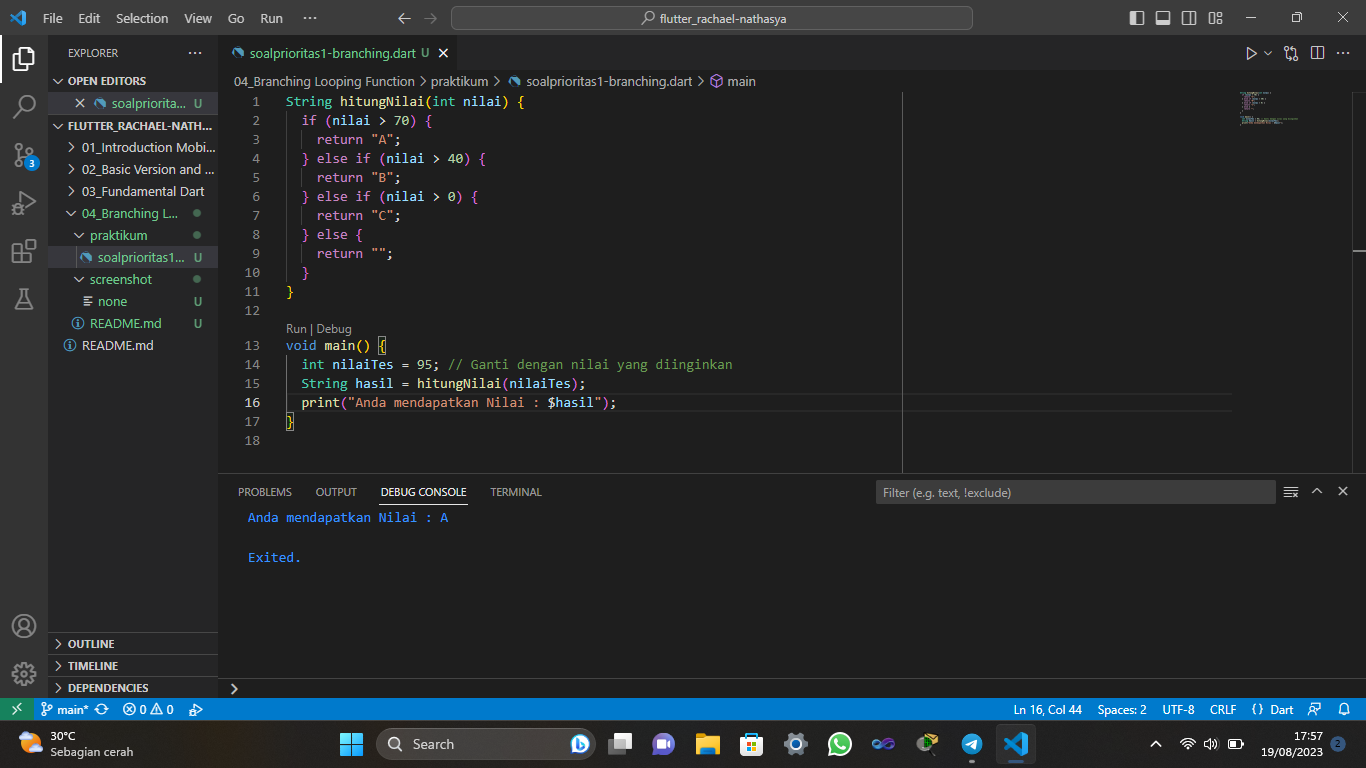 File Edit Selection View Go Run ··· flutter_rachael-nathasya
EXPLORER ···
OPEN EDITORS
soalpriorita... U
FLUTTER_RACHAEL-NATH...
01_Introduction Mobi...
02_Basic Version and ...
03_Fundamental Dart
04_Branching L...
praktikum
soalprioritas1... U
screenshot
none U
README.md U
README.md
OUTLINE
TIMELINE
DEPENDENCIES
3
soalprioritas1-branching.dart U
04_Branching Looping Function > praktikum > soalprioritas1-branching.dart > main
1 String hitungNilai(int nilai) {
2 if (nilai > 70) {
3 return "A";
4 } else if (nilai > 40) {
5 return "B";
6 } else if (nilai > 0) {
7 return "C";
8 } else {
9 return "";
10 }
11 }
12
Run | Debug
13 void main() {
14 int nilaiTes = 95; // Ganti dengan nilai yang diinginkan
15 String hasil = hitungNilai(nilaiTes);
16 print("Anda mendapatkan Nilai : $hasil");
17 }
18
PROBLEMS OUTPUT DEBUG CONSOLE TERMINAL Filter (e.g. text, !exclude)
Anda mendapatkan Nilai : A
Exited.
main* 0 0 Ln 16, Col 44 Spaces: 2 UTF-8 CRLF {} Dart
30°C
Sebagian cerah
Search
17:57
19/08/2023
2